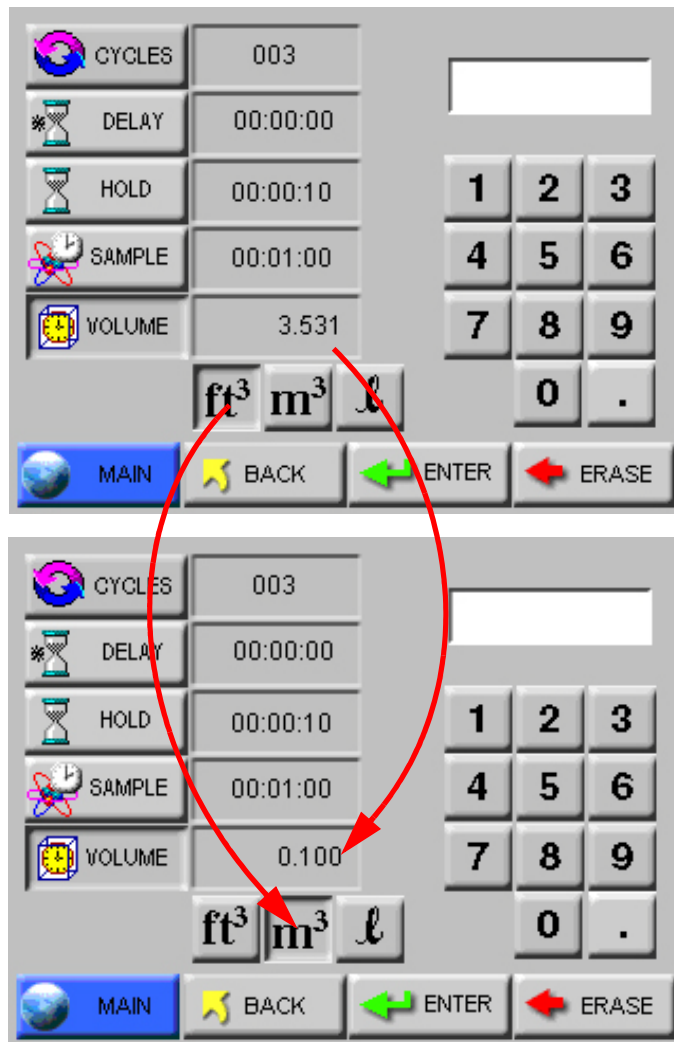 CYCLES 003
DELAY 00:00:00
HOLD 00:00:10 1 2 3
SAMPLE 00:01:00 4 5 6
VOLUME 3.531 7 8 9
ft³ m³ ℓ 0 .
MAIN BACK ENTER ERASE
CYCLES 003
DELAY 00:00:00
HOLD 00:00:10 1 2 3
SAMPLE 00:01:00 4 5 6
VOLUME 0.100 7 8 9
ft³ m³ ℓ 0 .
MAIN BACK ENTER ERASE